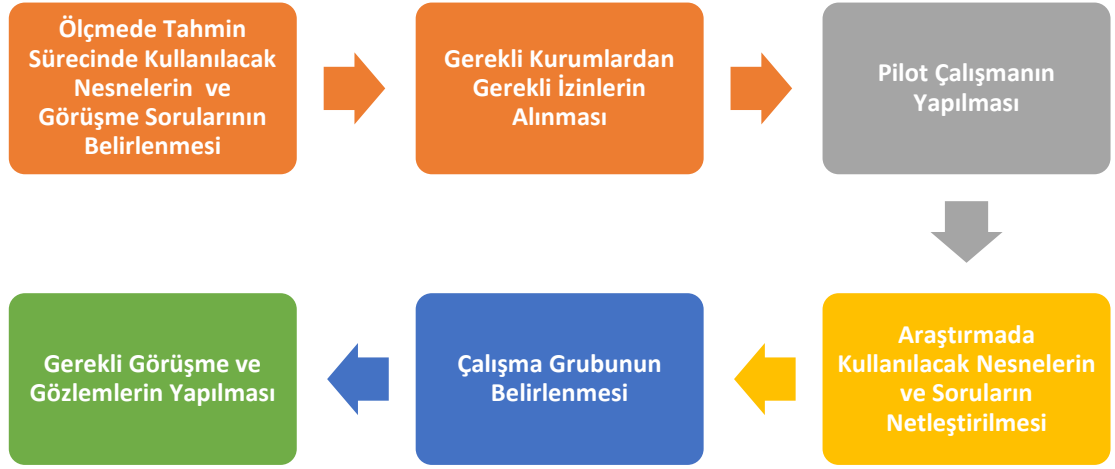 Ölçmede Tahmin
Sürecinde Kullanılacak
Nesnelerin ve
Görüşme Sorularının
Belirlenmesi
Gerekli Kurumlardan
Gerekli İzinlerin
Alınması
Pilot Çalışmanın
Yapılması
Araştırmada
Kullanılacak Nesnelerin
ve Soruların
Netleştirilmesi
Çalışma Grubunun
Belirlenmesi
Gerekli Görüşme ve
Gözlemlerin Yapılması